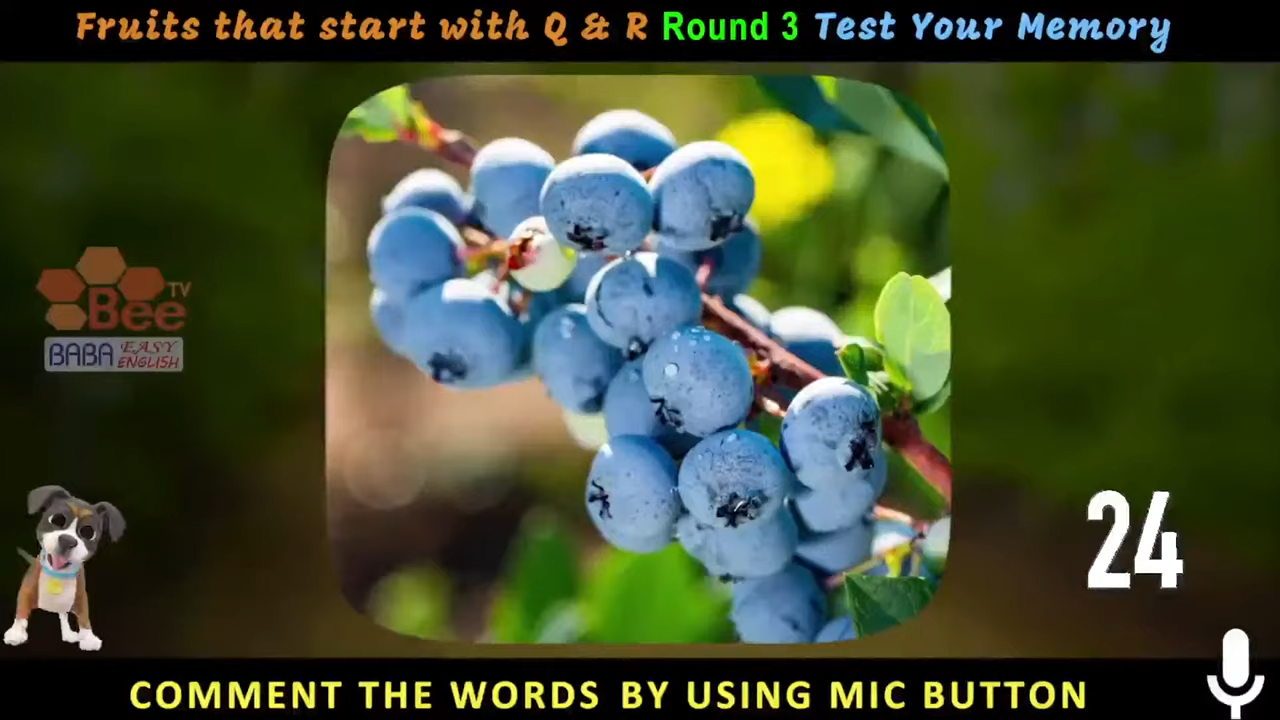 Fruits that start with Q & R Round 3 Test Your Memory
Bee TV
BABA EASY ENGLISH
24
COMMENT THE WORDS BY USING MIC BUTTON